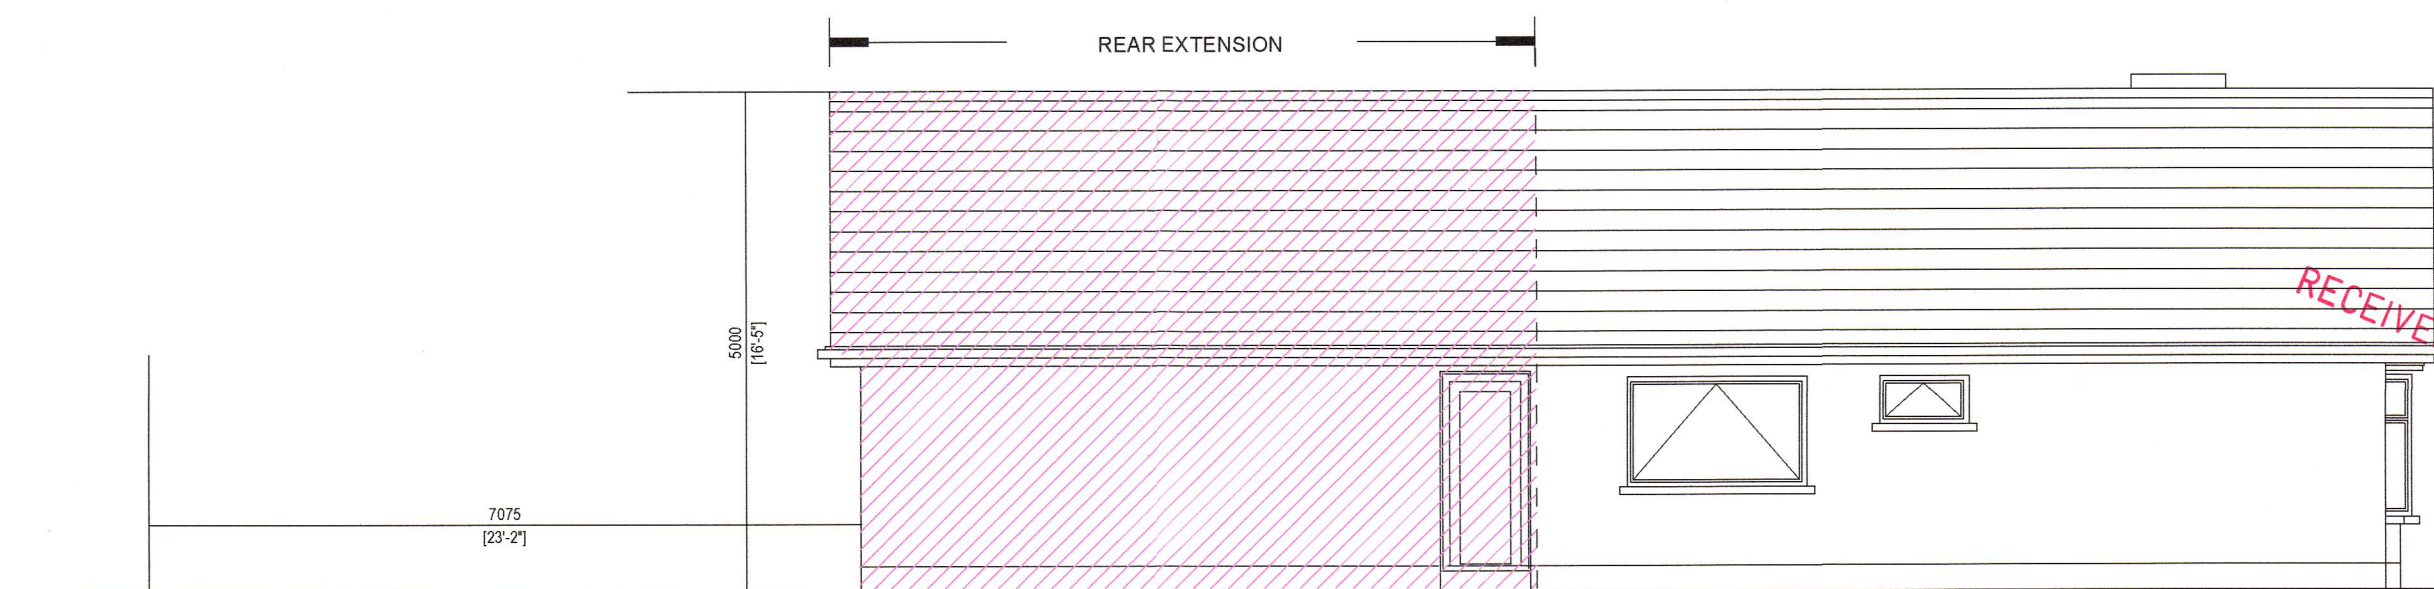 REAR EXTENSION
5000
[16'-5"]
RECEIVE
7075
[23'-2"]